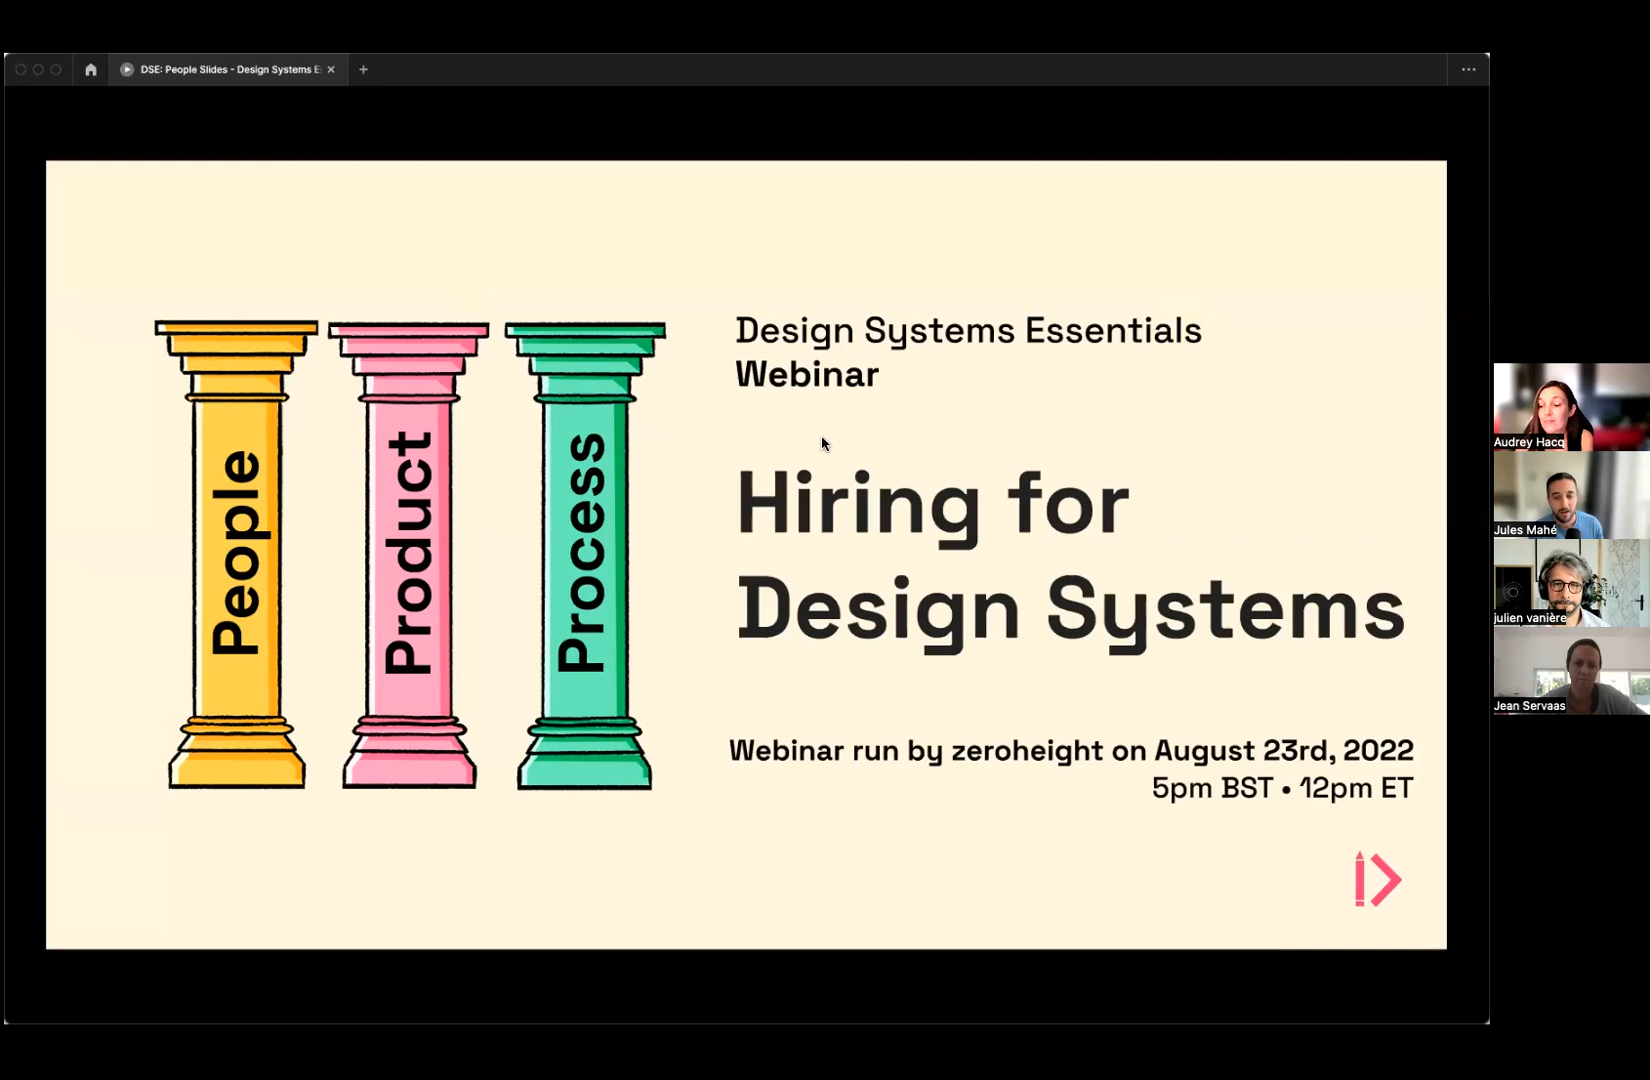 DSE: People Slides - Design Systems E
People
Product
Process
Design Systems Essentials
Webinar
Hiring for
Design Systems
Webinar run by zeroheight on August 23rd, 2022
5pm BST • 12pm ET
Audrey Hacq
Jules Mahé
julien vanière
Jean Servaas